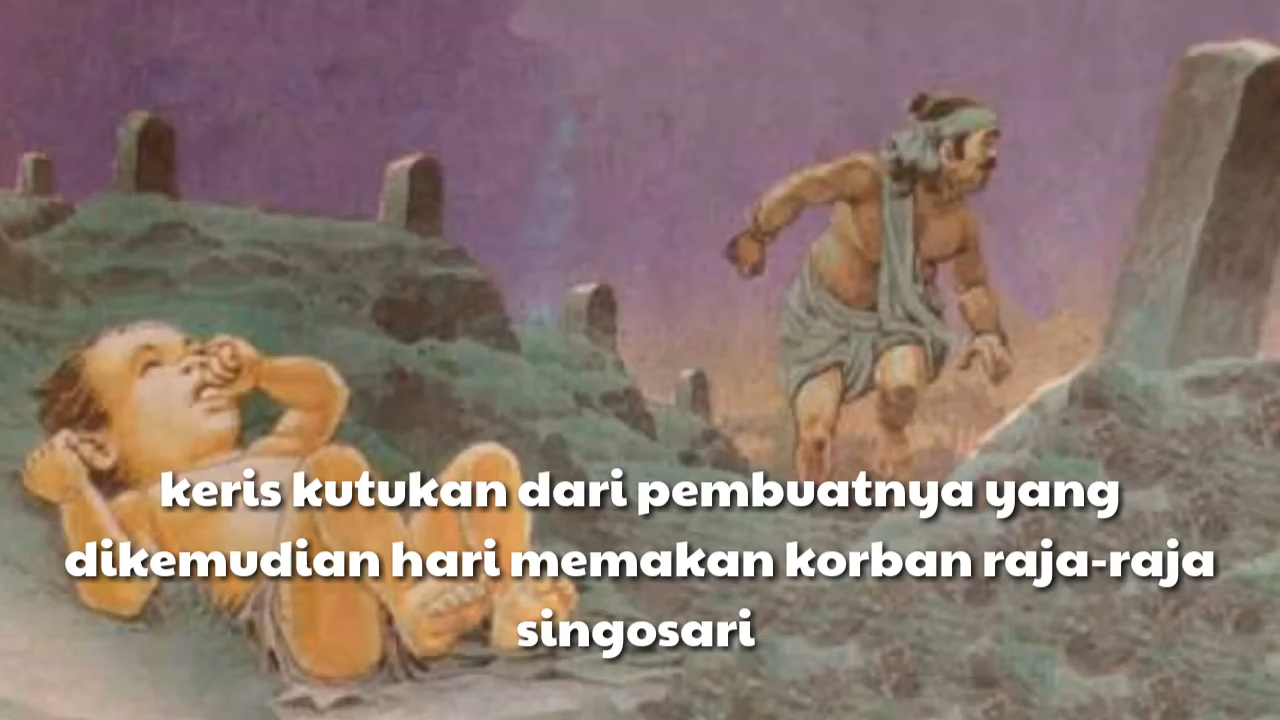 keris kutukan dari pembuatnya yang
dikemudian hari memakan korban raja-raja
singosari